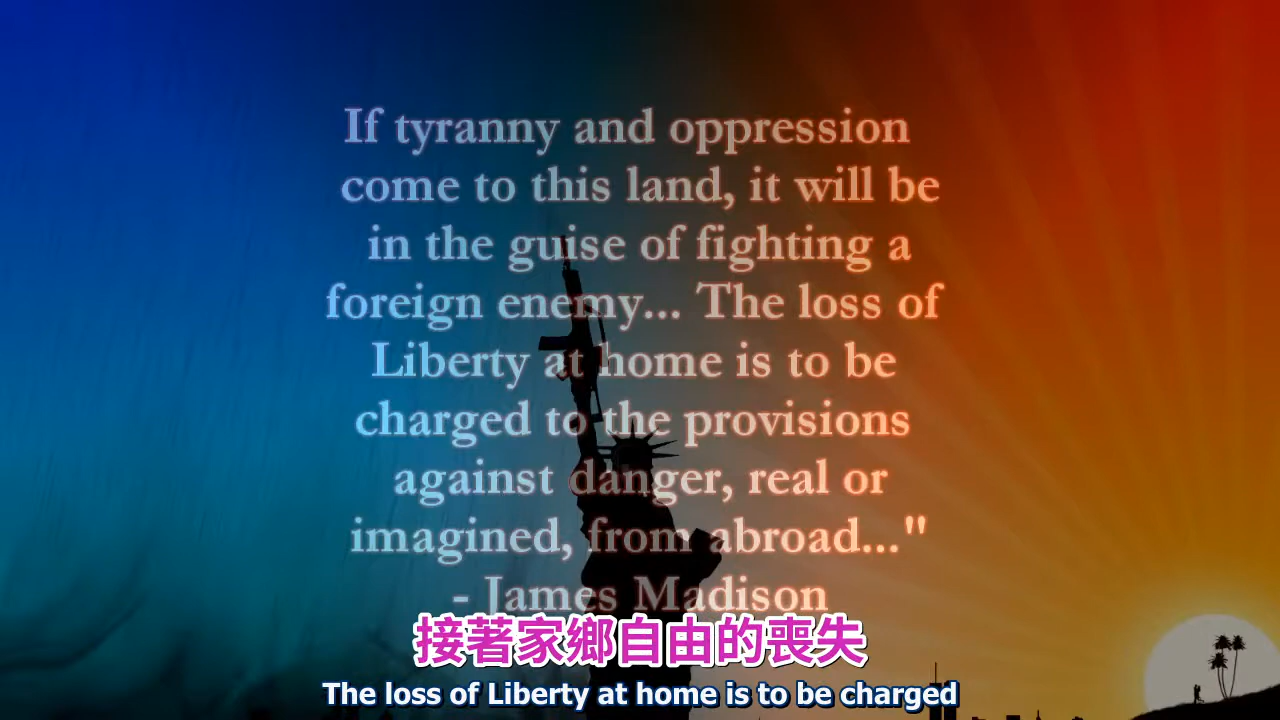 If tyranny and oppression
come to this land, it will be
in the guise of fighting a
foreign enemy... The loss of
Liberty at home is to be
charged to the provisions
against danger, real or
imagined, from abroad..."
- James Madison
接著家鄉自由的喪失
The loss of Liberty at home is to be charged